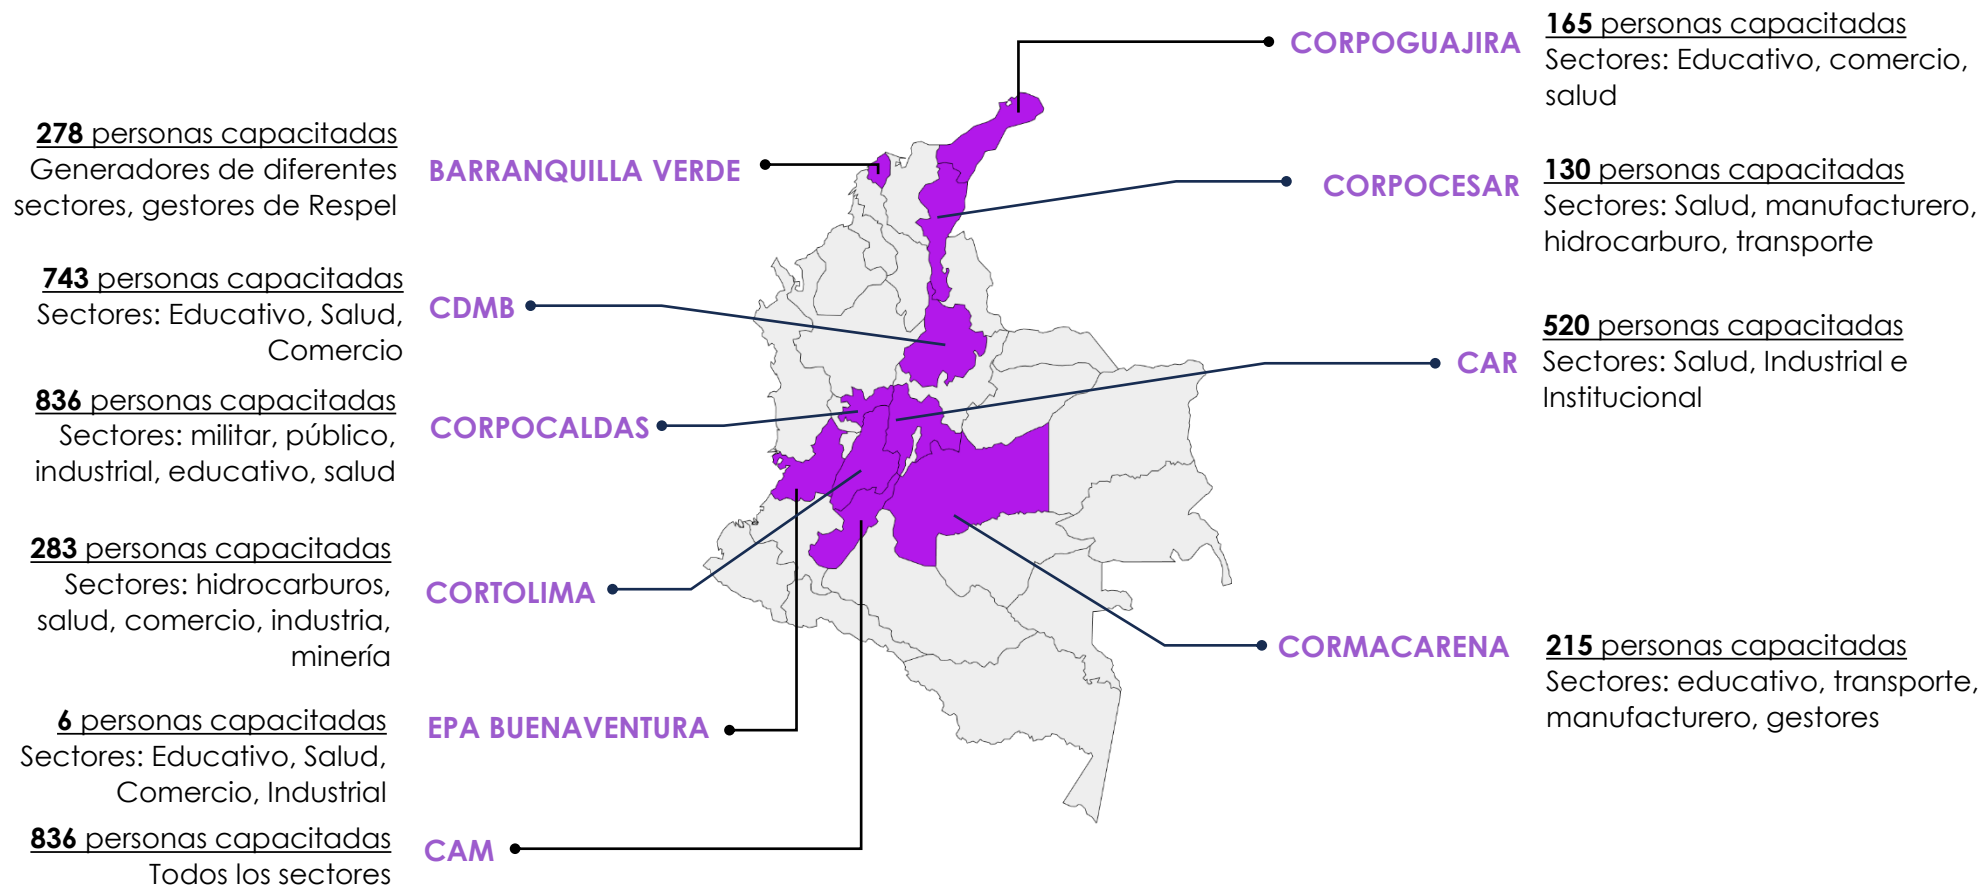 278 personas capacitadas
Generadores de diferentes
sectores, gestores de Respel
BARRANQUILLA VERDE
743 personas capacitadas
Sectores: Educativo, Salud,
Comercio
CDMB
836 personas capacitadas
Sectores: militar, público,
industrial, educativo, salud
CORPOCALDAS
283 personas capacitadas
Sectores: hidrocarburos,
salud, comercio, industria,
minería
CORTOLIMA
6 personas capacitadas
Sectores: Educativo, Salud,
Comercio, Industrial
EPA BUENAVENTURA
836 personas capacitadas
Todos los sectores
CAM
CORPOGUAJIRA
165 personas capacitadas
Sectores: Educativo, comercio,
salud
CORPOCESAR
130 personas capacitadas
Sectores: Salud, manufacturero,
hidrocarburo, transporte
CAR
520 personas capacitadas
Sectores: Salud, Industrial e
Institucional
CORMACARENA
215 personas capacitadas
Sectores: educativo, transporte,
manufacturero, gestores